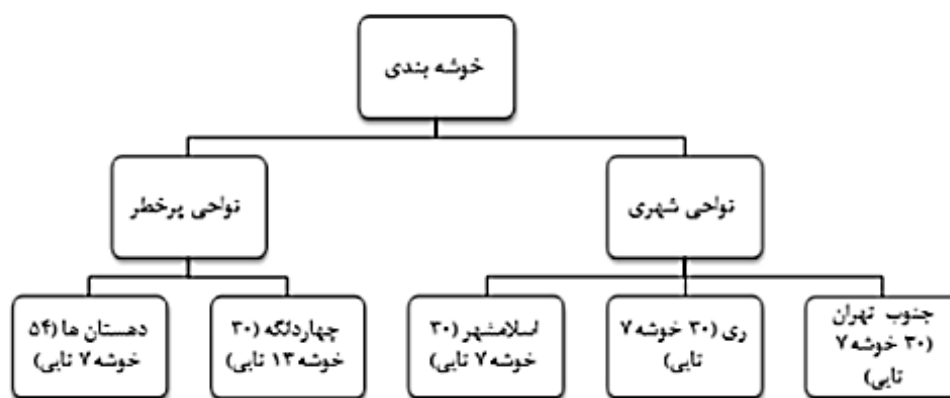 خوشه بندی
نواحی شهری
نواحی پرخطر
جنوب تهران
(۳۰ خوشه ۷
تایی)
ری (۳۰ خوشه ۷
تایی)
اسلامشهر (۳۰
خوشه ۷ تایی)
چهاردانگه (۳۰
خوشه ۱۳ تایی)
دهستان ها (۵۴
خوشه ۷ تایی)